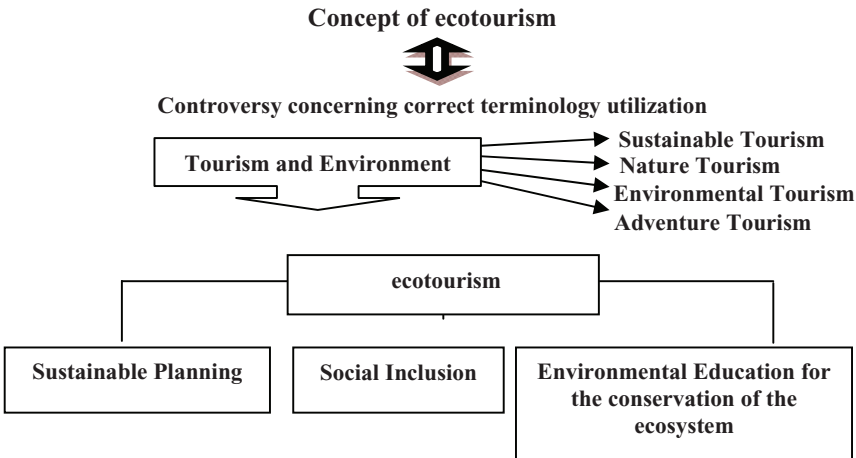 Concept of ecotourism
Controversy concerning correct terminology utilization
Tourism and Environment
Sustainable Tourism
Nature Tourism
Environmental Tourism
Adventure Tourism
ecotourism
Sustainable Planning
Social Inclusion
Environmental Education for
the conservation of the
ecosystem